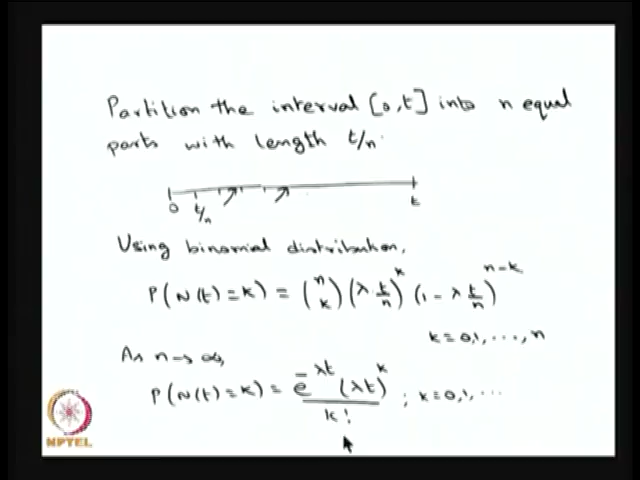 Partition the interval [0,t] into n equal
parts with length t/n.
0 t/n t
Using binomial distribution,
P(N(t)=k) = (n k) (λ t/n)^k (1 - λ t/n)^(n-k)
k=0,1,...,n
As n→∞,
P(N(t)=k) = e^(-λt) (λt)^k / k! ; k=0,1,...
NPTEL